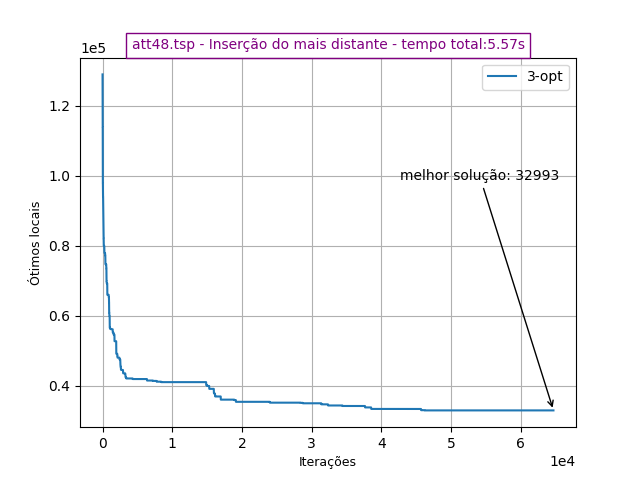 att48.tsp - Inserção do mais distante - tempo total:5.57s
1e5
3-opt
1.2
1.0
0.8
0.6
0.4
melhor solução: 32993
Ótimos locais
0 1 2 3 4 5 6
Iterações
1e4